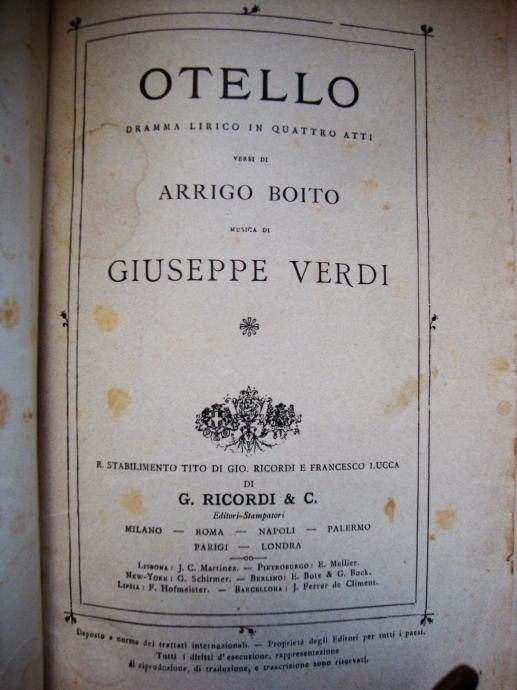 OTELLO
DRAMMA LIRICO IN QUATTRO ATTI
VERSI DI
ARRIGO BOITO
MUSICA DI
GIUSEPPE VERDI
R. STABILIMENTO TITO DI GIO. RICORDI E FRANCESCO LUCCA
DI
G. RICORDI & C.
Editori-Stampatori
MILANO — ROMA — NAPOLI — PALERMO
PARIGI — LONDRA
LISBONA: J. C. Martinez. — PIETROBURGO: E. Mellier.
NEW-YORK: G. Schirmer. — BERLINO: E. Bote & G. Bock.
LIPSIA: F. Hofmeister. — BARCELLONA: J. Ferrer de Climent.
Deposto a norma dei trattati internazionali. — Proprietà degli Editori per tutti i paesi.
Tutti i diritti d'esecuzione, rappresentazione
di riproduzione, di traduzione, e trascrizione sono riservati.